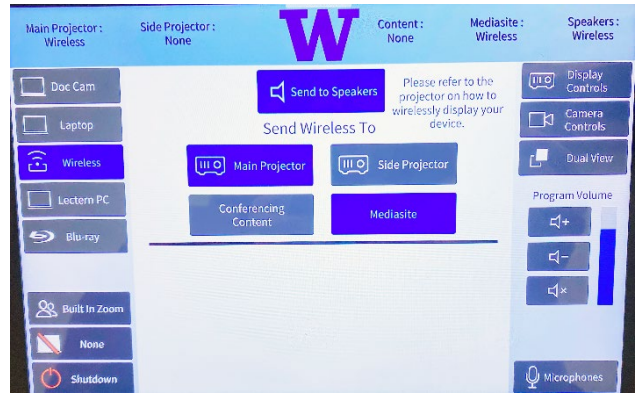 Main Projector :
Wireless
Side Projector :
None
W
Content :
None
Mediasite :
Wireless
Speakers :
Wireless
Doc Cam
Laptop
Wireless
Lectern PC
Blu-ray
Built In Zoom
None
Shutdown
Send to Speakers
Please refer to the
projector on how to
wirelessly display your
device.
Send Wireless To
Main Projector
Side Projector
Conferencing
Content
Mediasite
Display
Controls
Camera
Controls
Dual View
Program Volume
Microphones